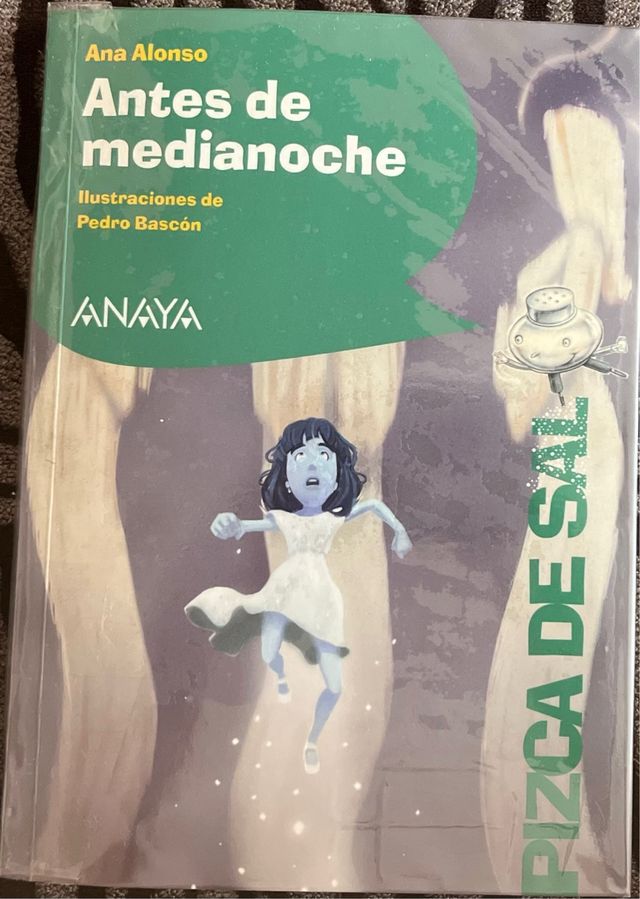 Ana Alonso
Antes de
medianoche
Ilustraciones de
Pedro Bascón
ANAYA
PIZCA DE SAL